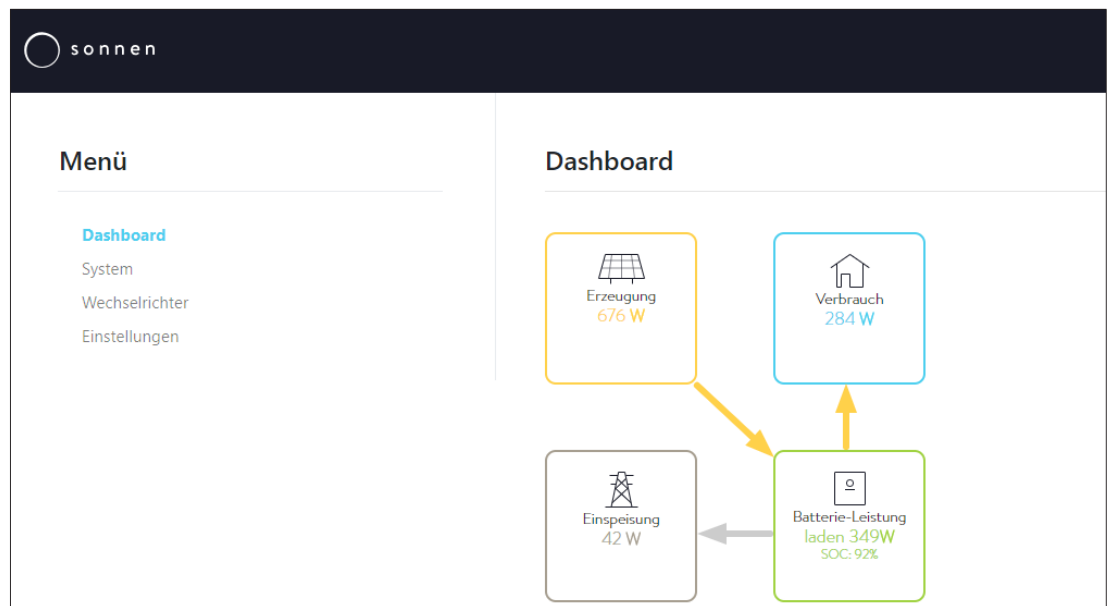 sonnen
Menü
Dashboard
System
Wechselrichter
Einstellungen
Dashboard
Erzeugung
676 W
Verbrauch
284 W
Einspeisung
42 W
Batterie-Leistung
laden 349W
SOC: 92%